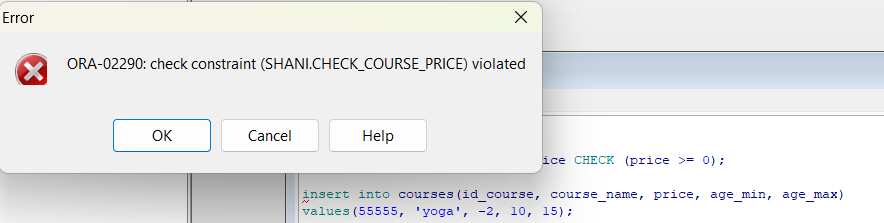 Error
ORA-02290: check constraint (SHANI.CHECK_COURSE_PRICE) violated
OK Cancel Help
ice CHECK (price >= 0);
insert into courses(id_course, course_name, price, age_min, age_max)
values(55555, 'yoga', -2, 10, 15);